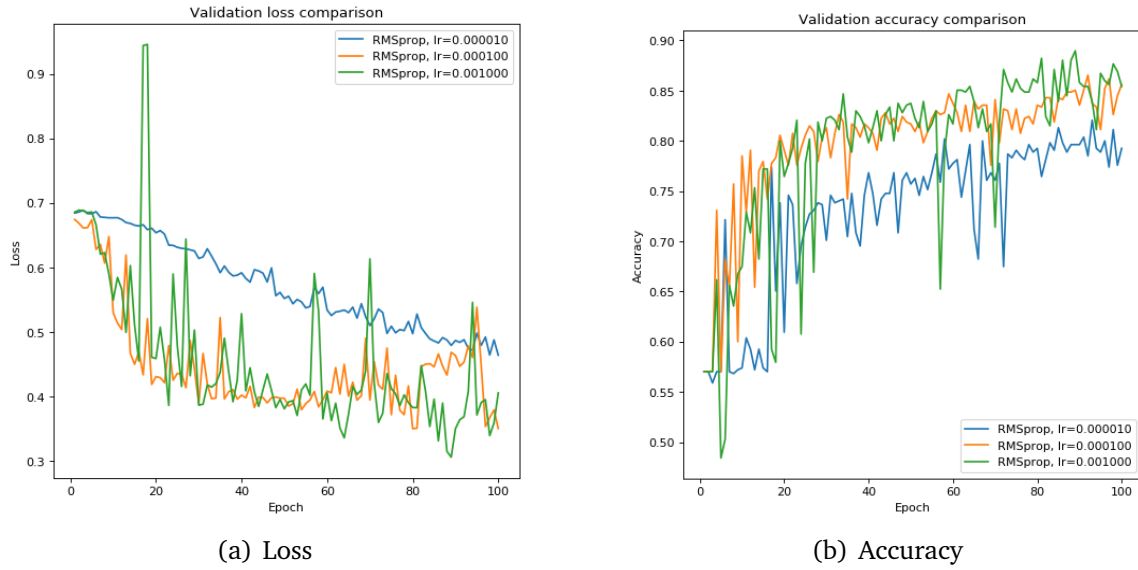 Validation loss comparison
RMSprop, lr=0.000010
RMSprop, lr=0.000100
RMSprop, lr=0.001000
0.9
0.8
0.7
0.6
0.5
0.4
0.3
Loss
0
20
40
60
80
100
Epoch
(a) Loss
Validation accuracy comparison
0.90
0.85
0.80
0.75
0.70
0.65
0.60
0.55
0.50
Accuracy
RMSprop, lr=0.000010
RMSprop, lr=0.000100
RMSprop, lr=0.001000
0
20
40
60
80
100
Epoch
(b) Accuracy